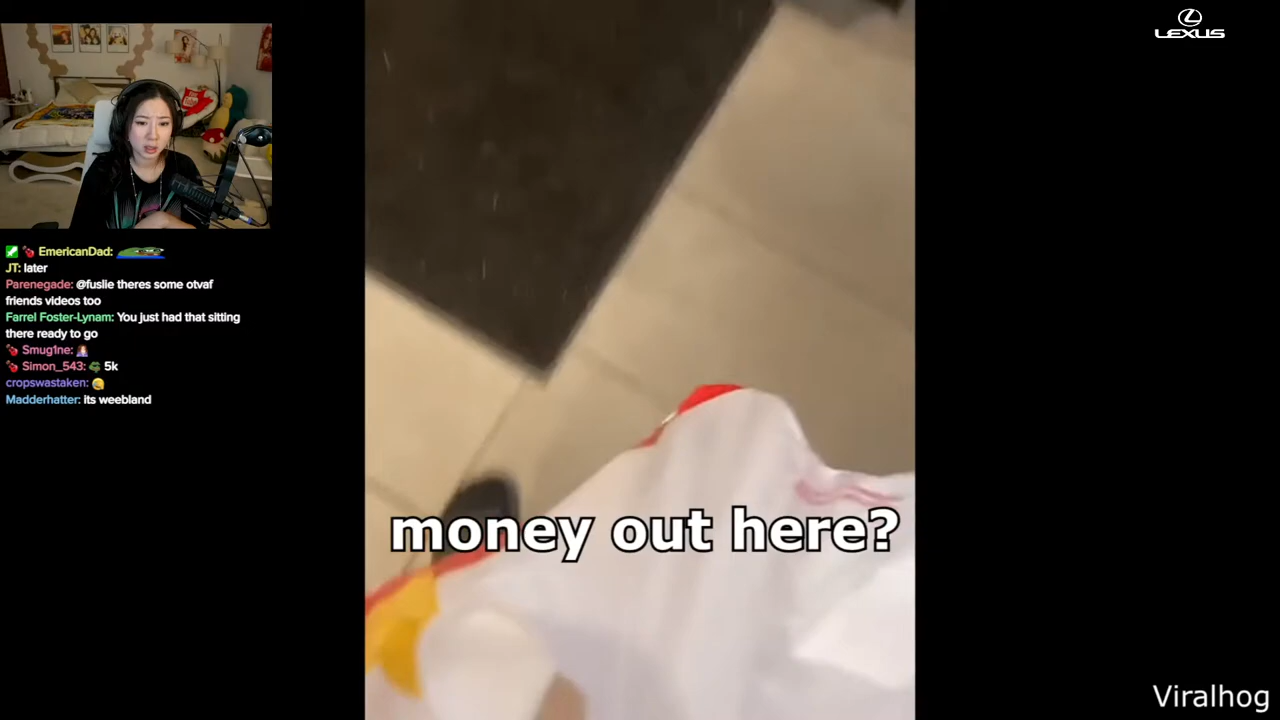 LEXUS
EmericanDad:
JT: later
Parenegade: @fuslie theres some otvaf
friends videos too
Farrel Foster-Lynam: You just had that sitting
there ready to go
Smug1ne:
Simon_543: 5k
cropswastaken:
Madderhatter: its weebland
money out here?
Viralhog